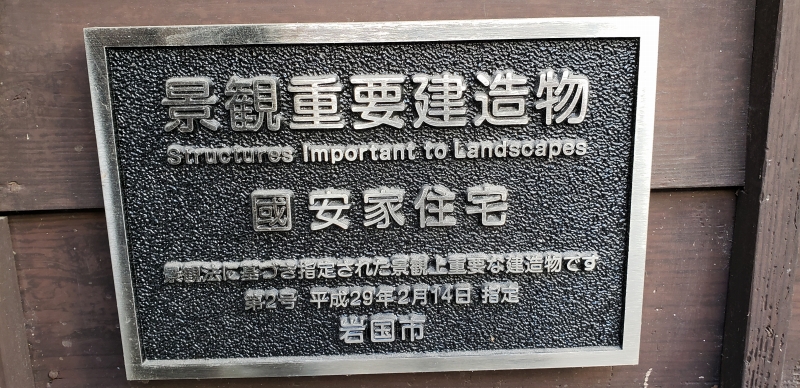 景観重要建造物
Structures Important to Landscapes
國安家住宅
景観法に基づき指定された景観上重要な建造物です
第2号 平成29年2月14日 指定
岩国市